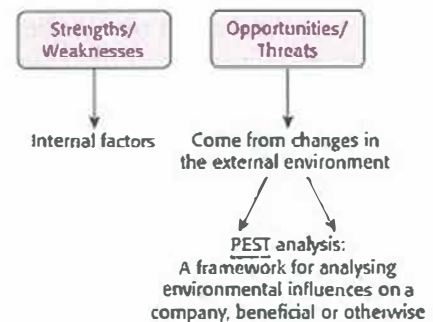 Strengths/
Weaknesses
Opportunities/
Threats
Internal factors
Come from changes in
the external environment
PEST analysis:
A framework for analysing
environmental influences on a
company, beneficial or otherwise